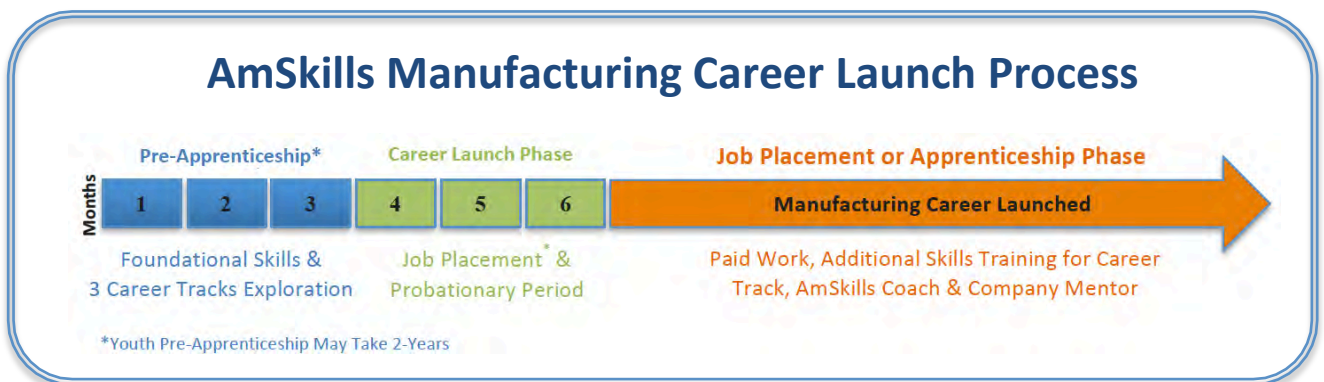 AmSkills Manufacturing Career Launch Process
Pre-Apprenticeship*
Career Launch Phase
Job Placement or Apprenticeship Phase
Months
1 2 3 4 5 6 Manufacturing Career Launched
Foundational Skills &
3 Career Tracks Exploration
Job Placement* &
Probationary Period
Paid Work, Additional Skills Training for Career
Track, AmSkills Coach & Company Mentor
*Youth Pre-Apprenticeship May Take 2-Years